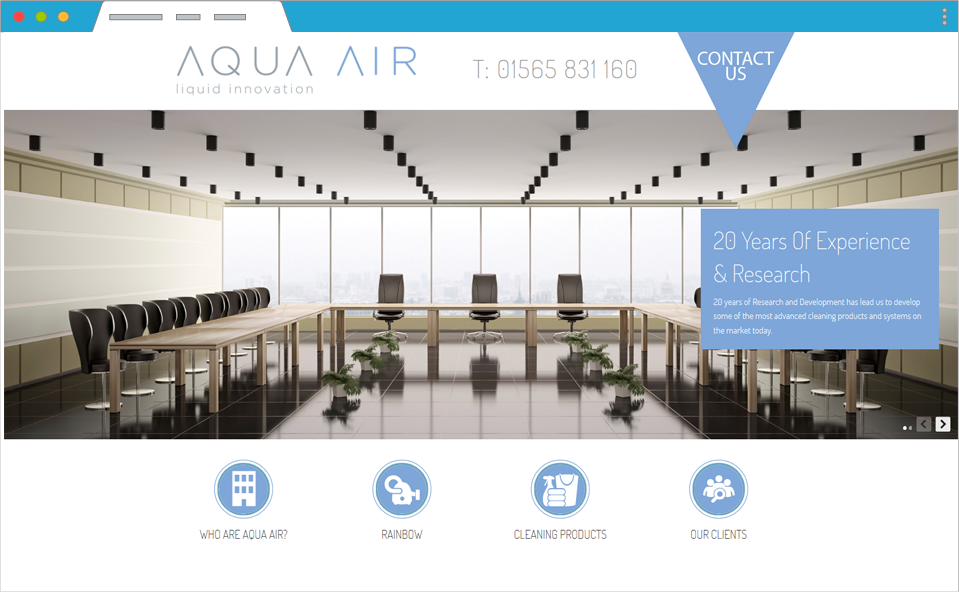 AQUA AIR
liquid innovation
T: 01565 831 160
CONTACT
US
20 Years Of Experience
& Research
20 years of Research and Development has lead us to develop
some of the most advanced cleaning products and systems on
the market today.
WHO ARE AQUA AIR?
RAINBOW
CLEANING PRODUCTS
OUR CLIENTS